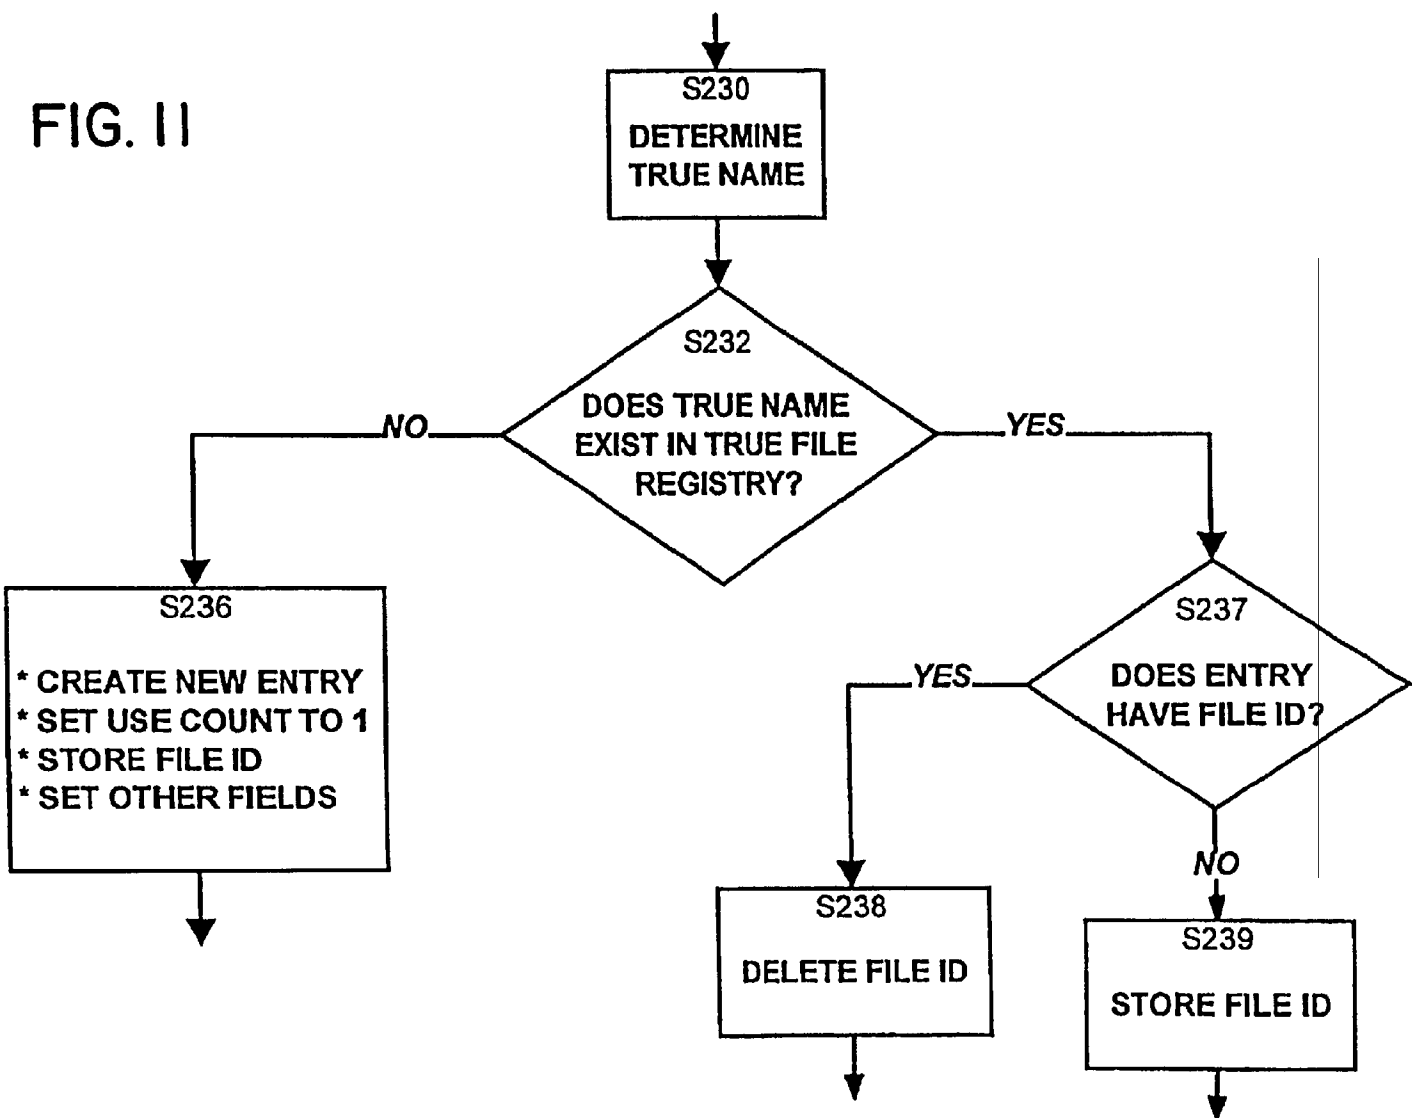 FIG. 11
S230
DETERMINE
TRUE NAME
S232
DOES TRUE NAME
EXIST IN TRUE FILE
REGISTRY?
NO
YES
S236
* CREATE NEW ENTRY
* SET USE COUNT TO 1
* STORE FILE ID
* SET OTHER FIELDS
S237
DOES ENTRY
HAVE FILE ID?
YES
NO
S238
DELETE FILE ID
S239
STORE FILE ID